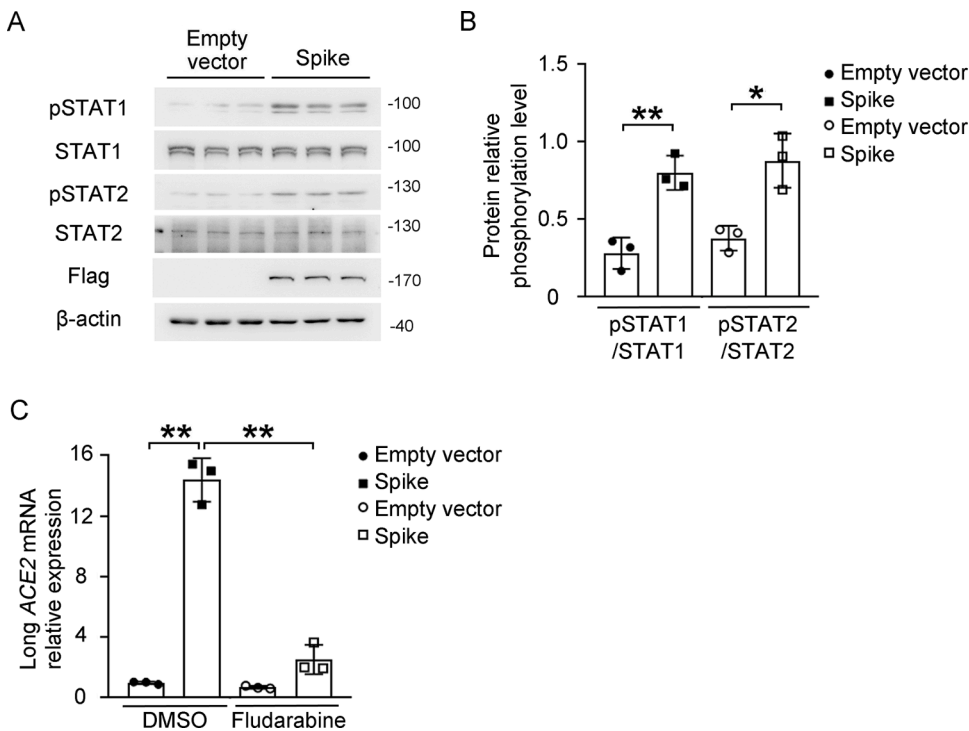 A
Empty
vector
Spike
pSTAT1
-100
STAT1
-100
pSTAT2
-130
STAT2
-130
Flag
-170
β-actin
-40
B
Protein relative
phosphorylation level
1.5
1.0
0.5
0
**
*
pSTAT1
/STAT1
pSTAT2
/STAT2
Empty vector
Spike
Empty vector
Spike
C
Long ACE2 mRNA
relative expression
16
12
8
4
0
**
**
DMSO
Fludarabine
Empty vector
Spike
Empty vector
Spike